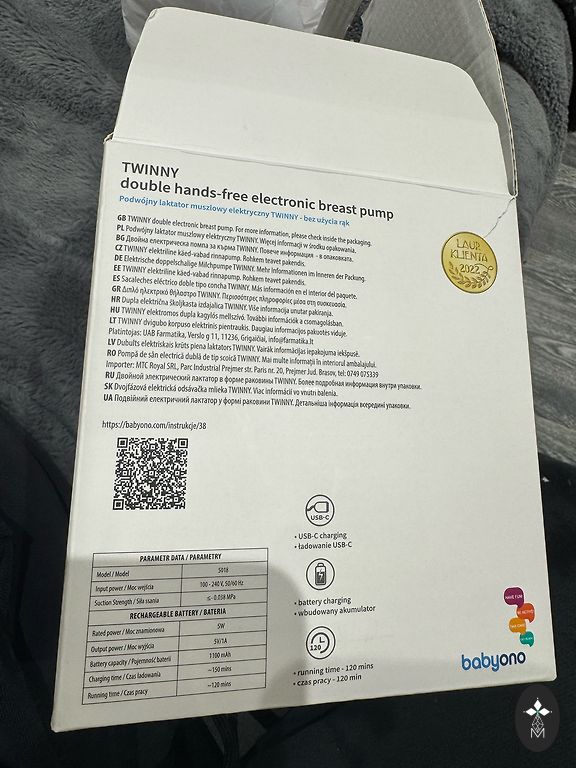 TWINNY
double hands-free electronic breast pump
Podwójny laktator muszlowy elektryczny TWINNY - bez użycia rąk
LAUR
KLIENTA
2022
GB TWINNY double electronic breast pump. For more information, please check inside the packaging.
PL Podwójny laktator muszlowy elektryczny TWINNY. Więcej informacji w środku opakowania.
BG Двойна електрическа помпа за кърма TWINNY. Повече информация - в опаковката.
CZ TWINNY elektriline käed-vabad rinnapump. Rohkem teavet pakendis.
DE Elektrische doppelschalige Milchpumpe TWINNY. Mehr Informationen im Inneren der Packung.
EE TWINNY elektriline käed-vabad rinnapump. Rohkem teavet pakendis.
ES Sacaleches eléctrico de doble tipo concha TWINNY. Más información en el interior del paquete.
GR Διπλό ηλεκτρικό θήλαστρο TWINNY. Περισσότερες πληροφορίες μέσα στη συσκευασία.
HR Dupla električna školjkasta izdajalica TWINNY. Više informacija unutar pakiranja.
HU TWINNY elektromos dupla kagylós mellszívó. További információk a csomagolásban.
LT TWINNY dvigubo korpuso elektrinis pientraukis. Daugiau informacijos pakuotės viduje.
Platintojas: UAB Farmatika, Verslo g 11, 11236, Grigaičiai, info@farmatika.lt
LV Dubults elektriskais krūts piena laktators TWINNY. Vairāk informācijas iepakojuma iekšpusē.
RO Pompă de sân electrică dublă de tip scoică TWINNY. Mai multe informații în interiorul ambalajului.
Importer: MTC Royal SRL, Parc Industrial Prejmer str. Paris nr. 20, Prejmer Jud. Brasov, tel: 0749 075339
RU Двойной электрический лактатор в форме раковины TWINNY. Более подробная информация внутри упаковки.
SK Dvojfázová elektrická odsávačka mlieka TWINNY. Viac informácií vo vnútri balenia.
UA Подвійний електричний лактатор у формі раковини TWINNY. Детальніша інформація всередині упаковки.
https://babyono.com/instrukcje/38
USB-C
• USB-C charging
• ładowanie USB-C
• battery charging
• wbudowany akumulator
120
• running time - 120 mins
• czas pracy - 120 min
PARAMETR DATA / PARAMETRY
Model / Model 5018
Input power / Moc wejścia 100 - 240 V, 50/60 Hz
Suction Strength / Siła ssania ≤- 0.038 MPa
RECHARGEABLE BATTERY / BATERIA
Rated power / Moc znamionowa 5W
Output power / Moc wyjścia 5V/1A
Battery capacity / Pojemność baterii 1100 mAh
Charging time / Czas ładowania ~150 mins
Running time / Czas pracy ~120 mins
HAVE FUN!
BE ACTIVE!
TAKE CARE!
babyono
M